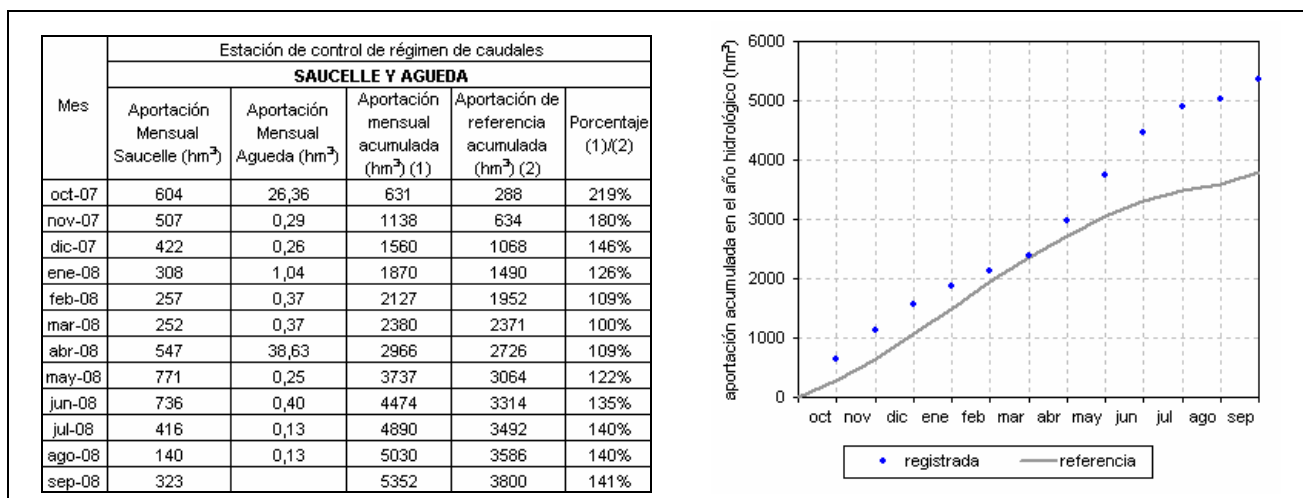 Estación de control de régimen de caudales
SAUCELLE Y AGUEDA
Mes
Aportación Mensual Saucelle (hm³)
Aportación Mensual Agueda (hm³)
Aportación mensual acumulada (hm³) (1)
Aportación de referencia acumulada (hm³) (2)
Porcentaje (1)/(2)
oct-07 604 26,36 631 288 219%
nov-07 507 0,29 1138 634 180%
dic-07 422 0,26 1560 1068 146%
ene-08 308 1,04 1870 1490 126%
feb-08 257 0,37 2127 1952 109%
mar-08 252 0,37 2380 2371 100%
abr-08 547 38,63 2966 2726 109%
may-08 771 0,25 3737 3064 122%
jun-08 736 0,40 4474 3314 135%
jul-08 416 0,13 4890 3492 140%
ago-08 140 0,13 5030 3586 140%
sep-08 323 5352 3800 141%
aportación acumulada en el año hidrológico (hm³)
6000
5000
4000
3000
2000
1000
0
oct nov dic ene feb mar abr may jun jul ago sep
registrada referencia